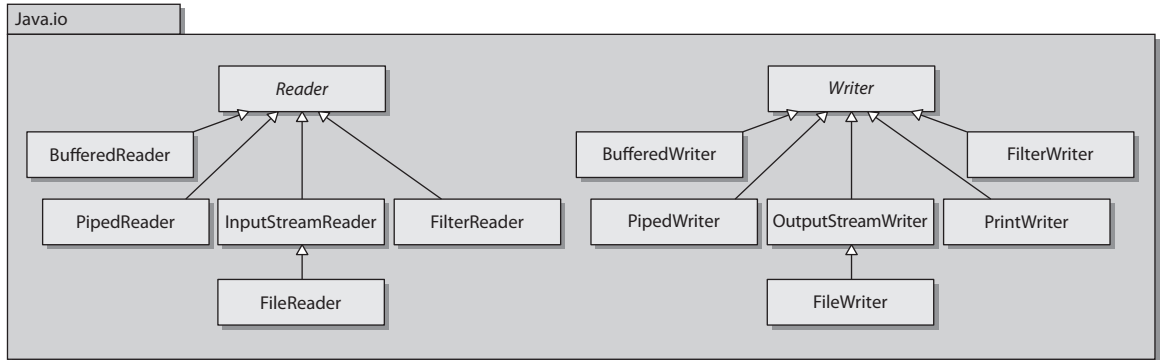 Java.io
Reader
Writer
BufferedReader
BufferedWriter
FilterWriter
PipedReader
InputStreamReader
FilterReader
PipedWriter
OutputStreamWriter
PrintWriter
FileReader
FileWriter